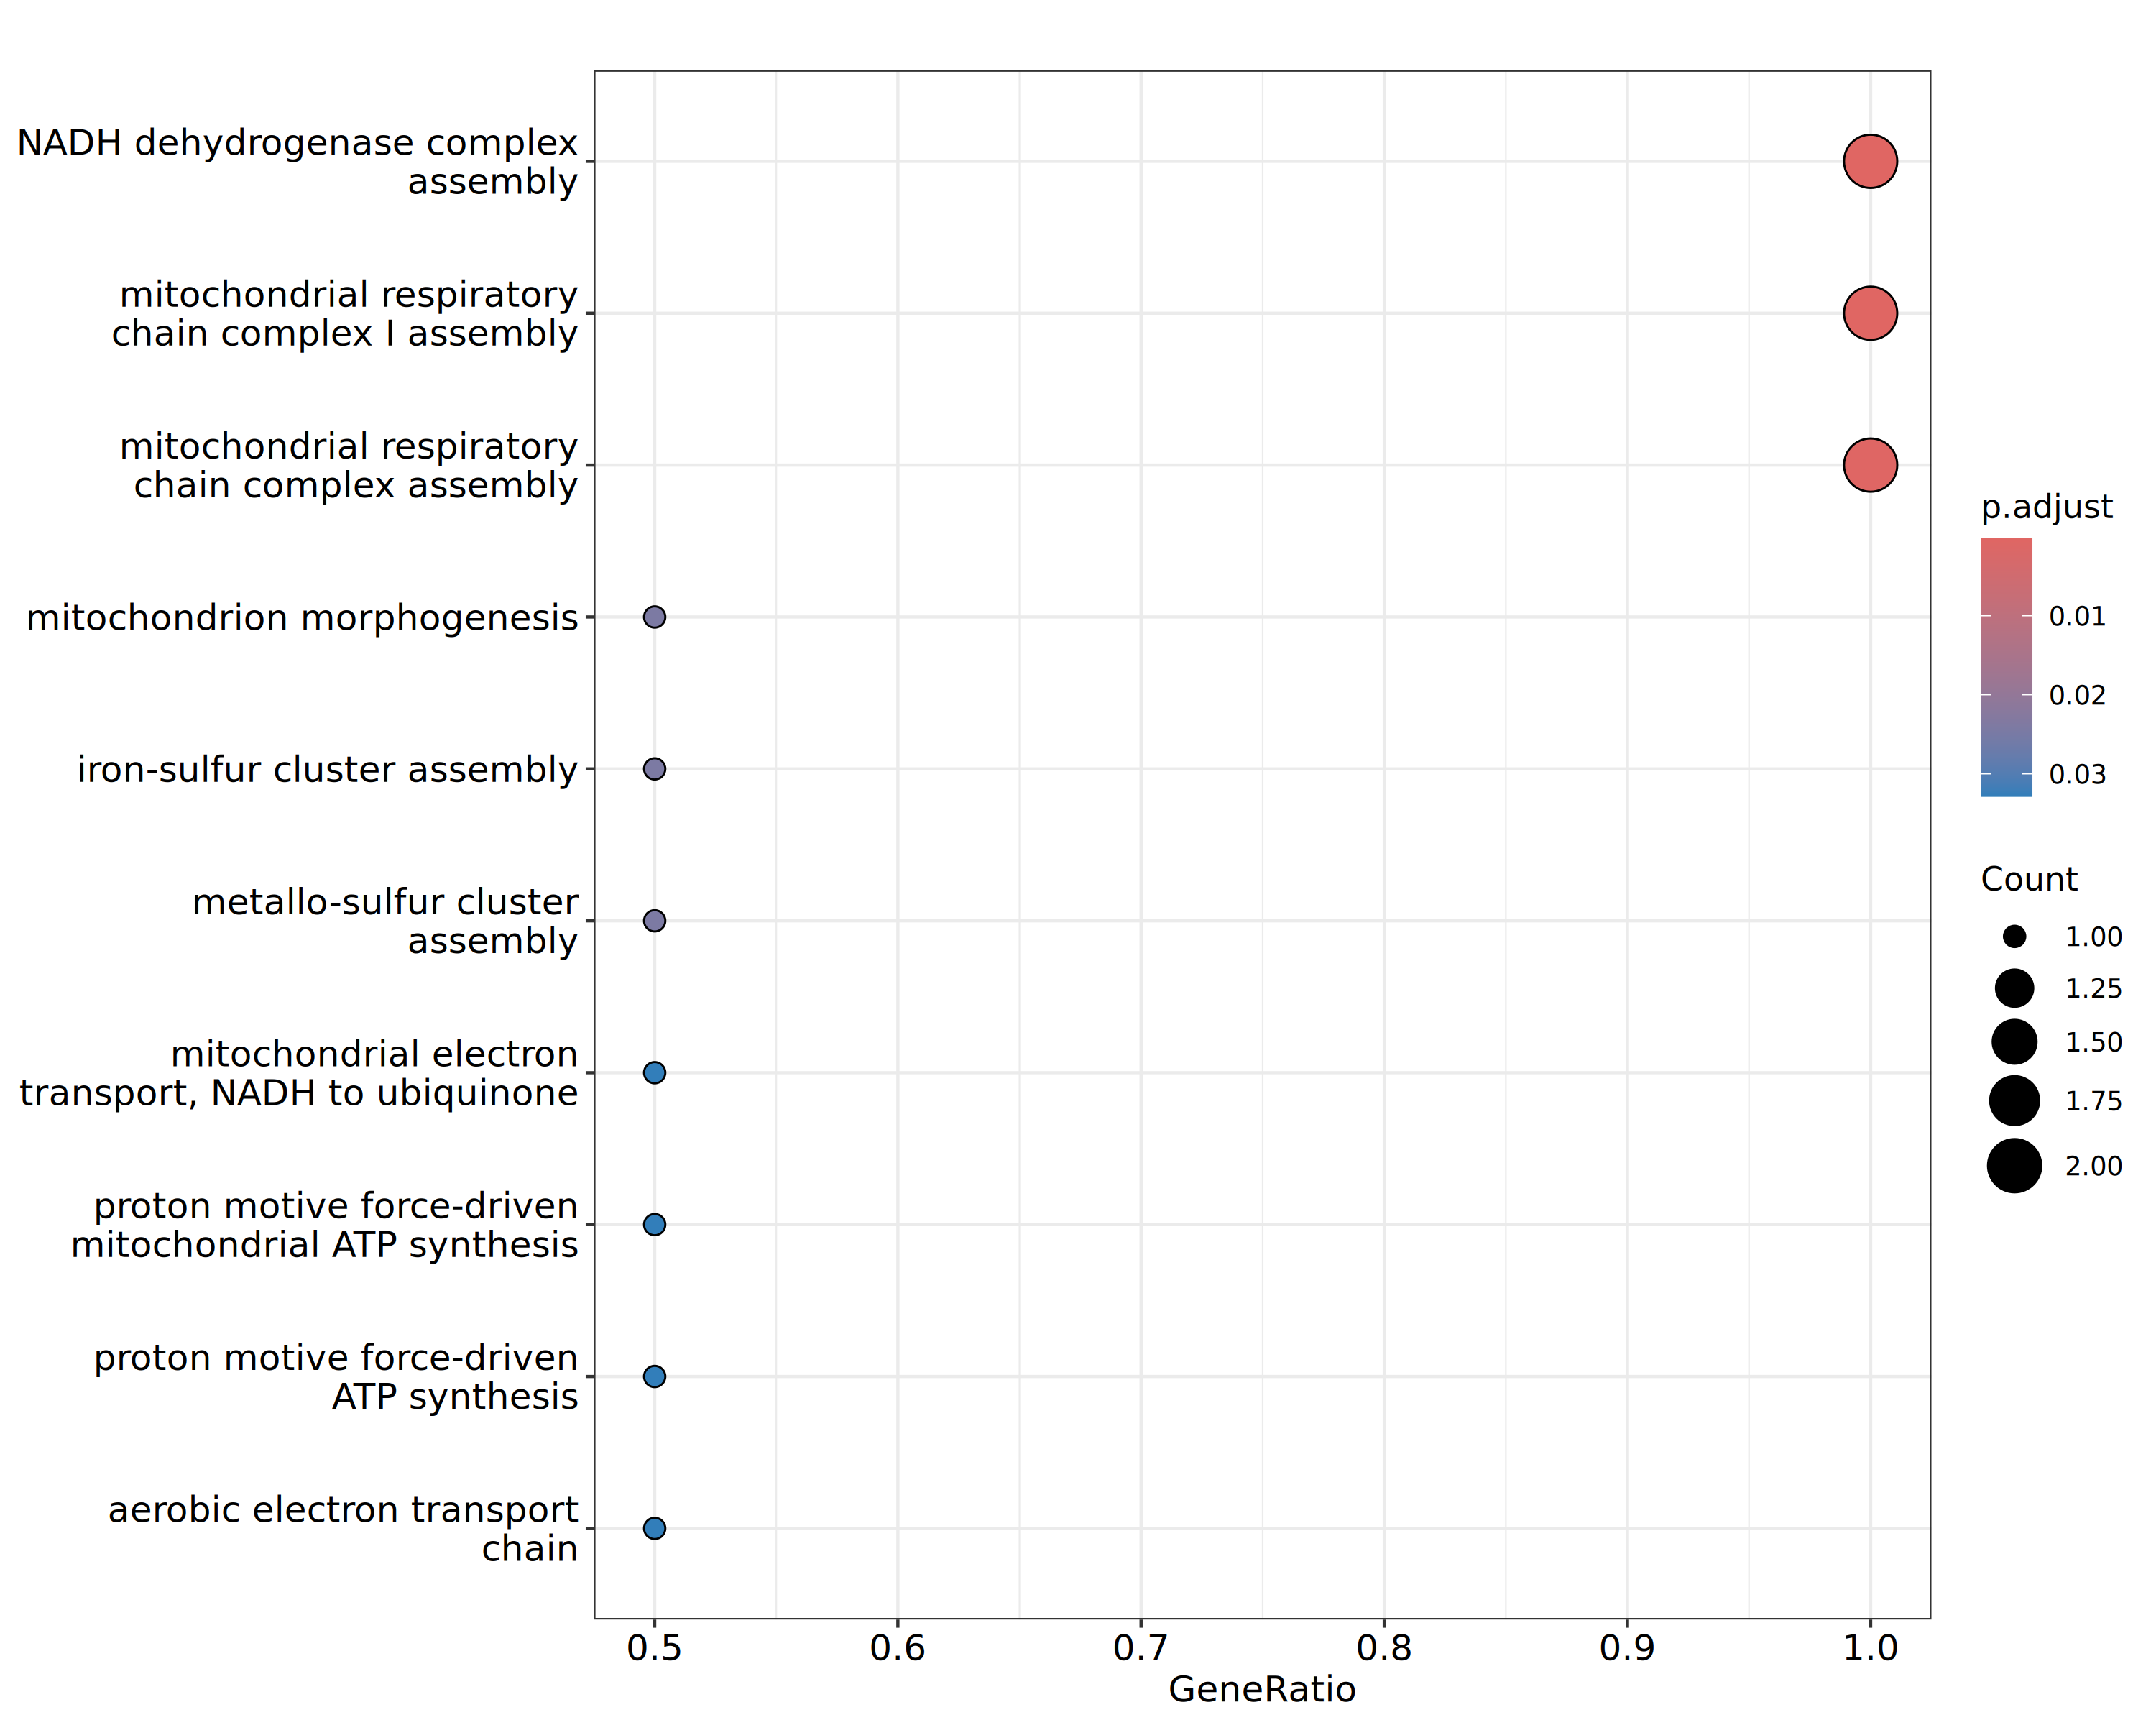 NADH dehydrogenase complex
assembly
mitochondrial respiratory
chain complex I assembly
mitochondrial respiratory
chain complex assembly
mitochondrion morphogenesis
iron-sulfur cluster assembly
metallo-sulfur cluster
assembly
mitochondrial electron
transport, NADH to ubiquinone
proton motive force-driven
mitochondrial ATP synthesis
proton motive force-driven
ATP synthesis
aerobic electron transport
chain
0.5
0.6
0.7
0.8
0.9
1.0
GeneRatio
p.adjust
0.01
0.02
0.03
Count
1.00
1.25
1.50
1.75
2.00